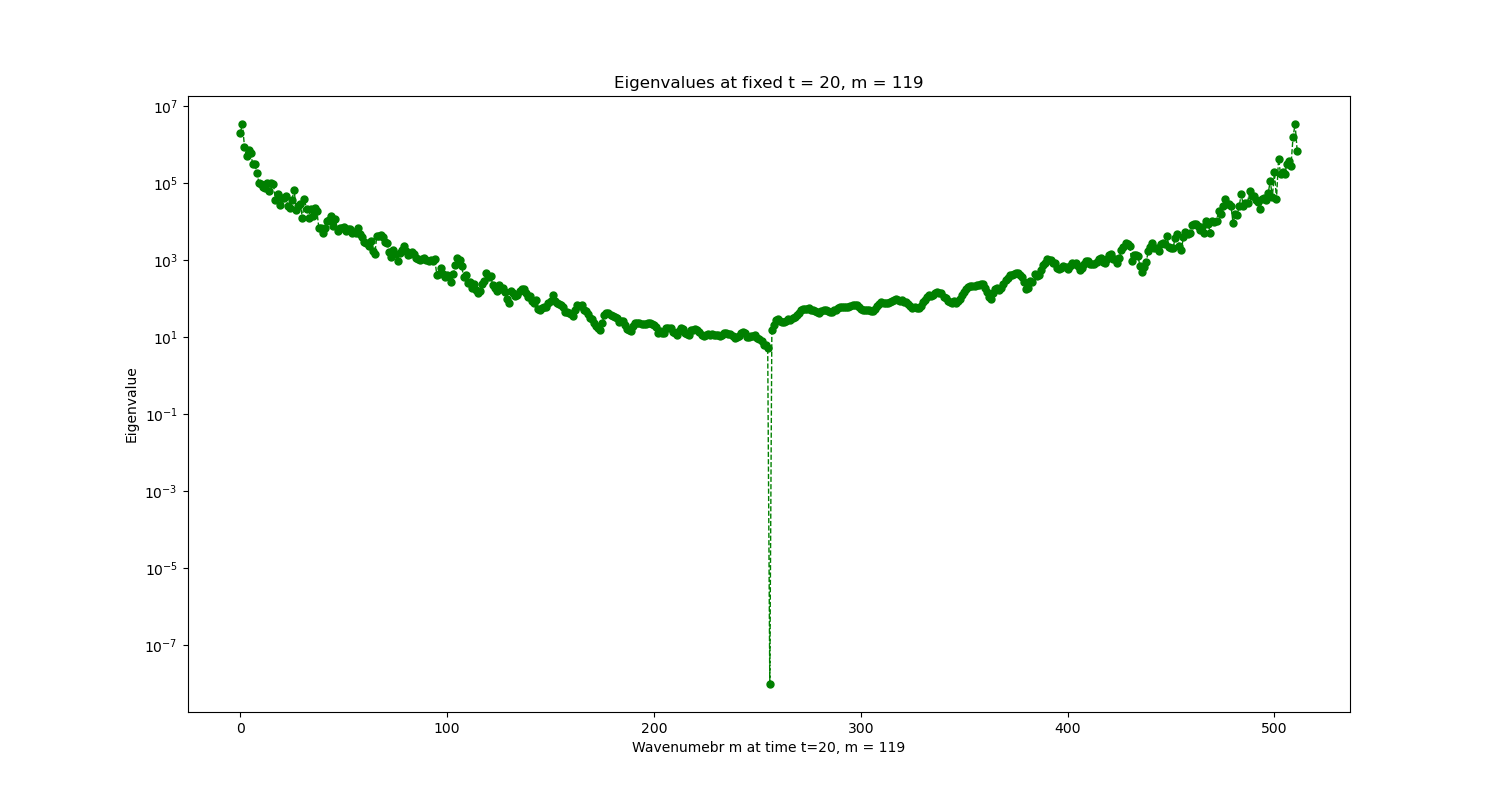 Eigenvalues at fixed t = 20, m = 119
10^7
10^5
10^3
10^1
10^-1
10^-3
10^-5
10^-7
Eigenvalue
0 100 200 300 400 500
Wavenumebr m at time t=20, m = 119